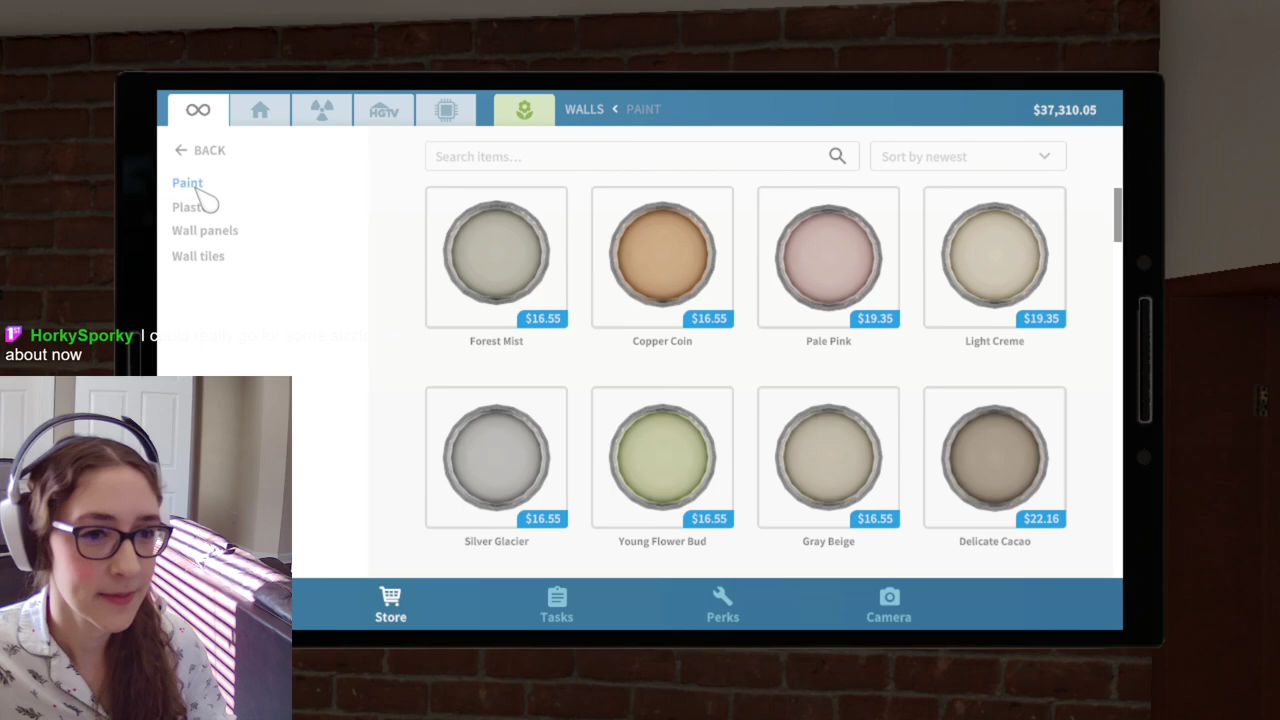 HGTV
WALLS < PAINT
$37,310.05
BACK
Search items...
Sort by newest
Paint
Wall panels
Wall tiles
$16.55
$16.55
$19.35
$19.35
Forest Mist
Copper Coin
Pale Pink
Light Creme
HorkySporky I
about now
$16.55
$16.55
$16.55
$22.16
Silver Glacier
Young Flower Bud
Gray Beige
Delicate Cacao
Store
Tasks
Perks
Camera